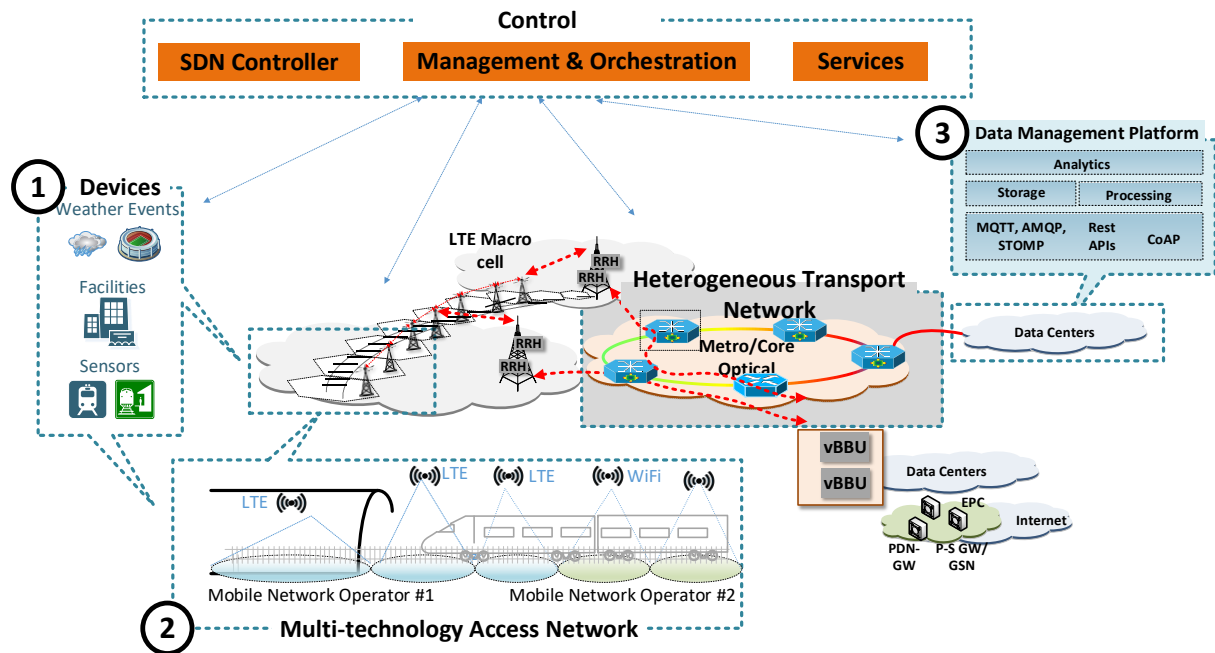 Control
SDN Controller
Management & Orchestration
Services
3
Data Management Platform
Analytics
Storage
Processing
MQTT, AMQP,
STOMP
Rest
APIs
CoAP
1
Devices
Weather Events
Facilities
Sensors
1
LTE Macro
cell
RRH
RRH
RRH
RRH
Heterogeneous Transport
Network
Metro/Core
Optical
Data Centers
vBBU
vBBU
Data Centers
EPC
Internet
PDN-
GW
P-S GW/
GSN
LTE
LTE
LTE
WiFi
Mobile Network Operator #1
Mobile Network Operator #2
2
Multi-technology Access Network